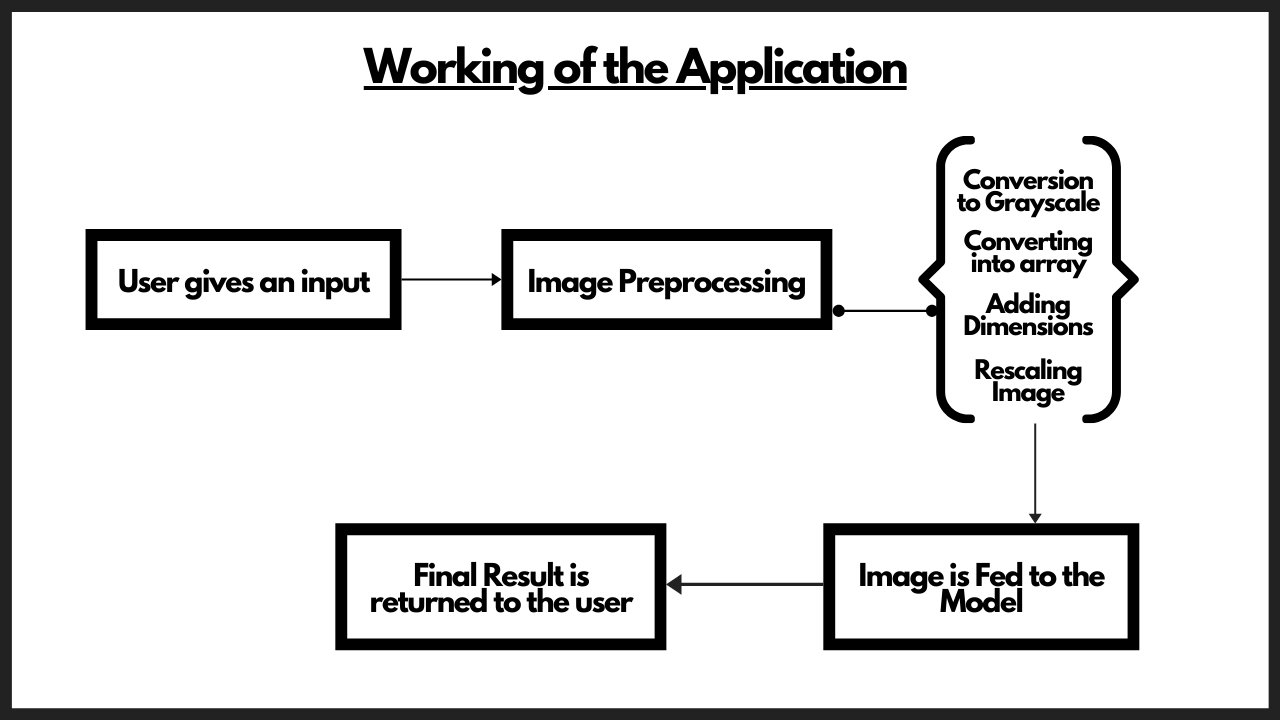 Working of the Application
User gives an input
Image Preprocessing
Conversion
to Grayscale
Converting
into array
Adding
Dimensions
Rescaling
Image
Image is Fed to the
Model
Final Result is
returned to the user